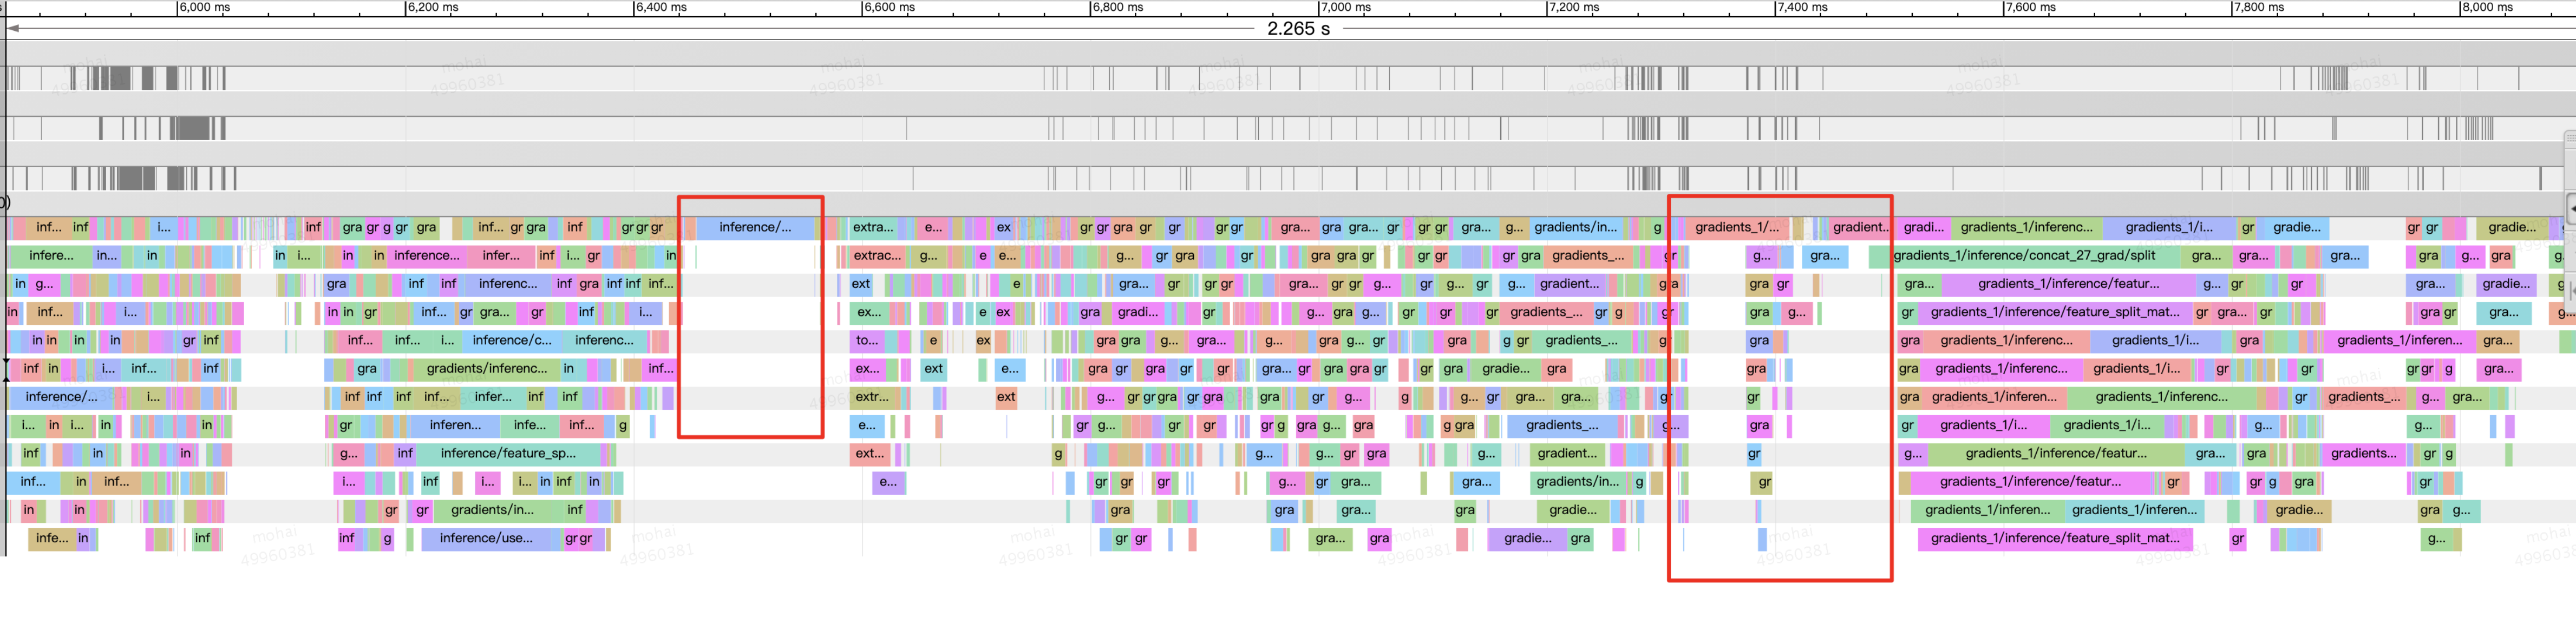 6,000 ms 6,200 ms 6,400 ms 6,600 ms 6,800 ms 7,000 ms 7,200 ms 7,400 ms 7,600 ms 7,800 ms 8,000 ms
2.265 s
mohai
49960381
0)
inf... inf i... inf gra gr g gr gra inf... gr gra inf gr gr gr inference/... extra... e... ex gr gr gra gr gr gr gr gra... gra gra... gr gr gr gra... g... gradients/in... g gradients_1/... gradient... gradi... gradients_1/inferenc... gradients_1/i... gr gradie... gr gr gradie...
infere... in... in in i... in in inference... infer... inf i... gr in extrac... g... e e... g... gr gra gr gra gra gr gr gr gr gra gradients_... gr g... gra... gradients_1/inference/concat_27_grad/split gra... gra... gra... gra g... gra g
in g... gra inf inf inferenc... inf gra inf inf inf... ext e gra... gr gr gr gra... gr gr g... gr g... gr g... gradient... gra gra gr gra... gradients_1/inference/featur... g... gr gr gra... gradie...
in inf... i... in in gr inf... gr gra... gr inf i... ex... e ex gra gradi... gr g... gra g... gr gr gr gradients_... gr g gr gra g... gr gradients_1/inference/feature_split_mat... gr gra... gr gra gr gra... g...
in in in in gr inf inf... inf... i... inference/c... inferenc... to... e ex gra gra g... gra... g... gra g... gr gra g gr gradients_... gr gra gra gradients_1/inferenc... gradients_1/i... gra gradients_1/inferen... gra...
inf in i... inf... inf gra gradients/inferenc... in inf... ex... ext e... gra gr gra gr gra... gr gra gra gr gr gra gradie... gra gra gra gradients_1/inferenc... gradients_1/i... gr gr gr gr g gra...
inference/... i... inf inf inf inf... infer... inf inf extr... ext g... gr gr gra gr gra gra gr g... g g... gr gra... gra... gr gr gra gradients_1/inferen... gradients_1/inferenc... gr gradients_... g... gra...
i... in i... in in gr inferen... infe... inf... g e... gr g... gr gr gr g gra g... gra g gra gradients_... g... gra gr gradients_1/i... gradients_1/i... g... g...
inf in in g... inf inference/feature_sp... ext... g g... g... gr gra g... gradient... gr g... gradients_1/inference/featur... gra... gra gradients... gr g
inf... in inf... i... inf i... i... in inf in e... gr gr gr g... gr gra... gra... gradients/in... g gr gradients_1/inference/featur... gr gr g gra gr
in in gr gr gradients/in... inf gra gra gra... gra gradie... gradients_1/inferen... gradients_1/inferen... gradie... gra g...
infe... in inf inf g inference/use... gr gr gr gr gra... gra gradie... gra gradients_1/inference/feature_split_mat... gr g...